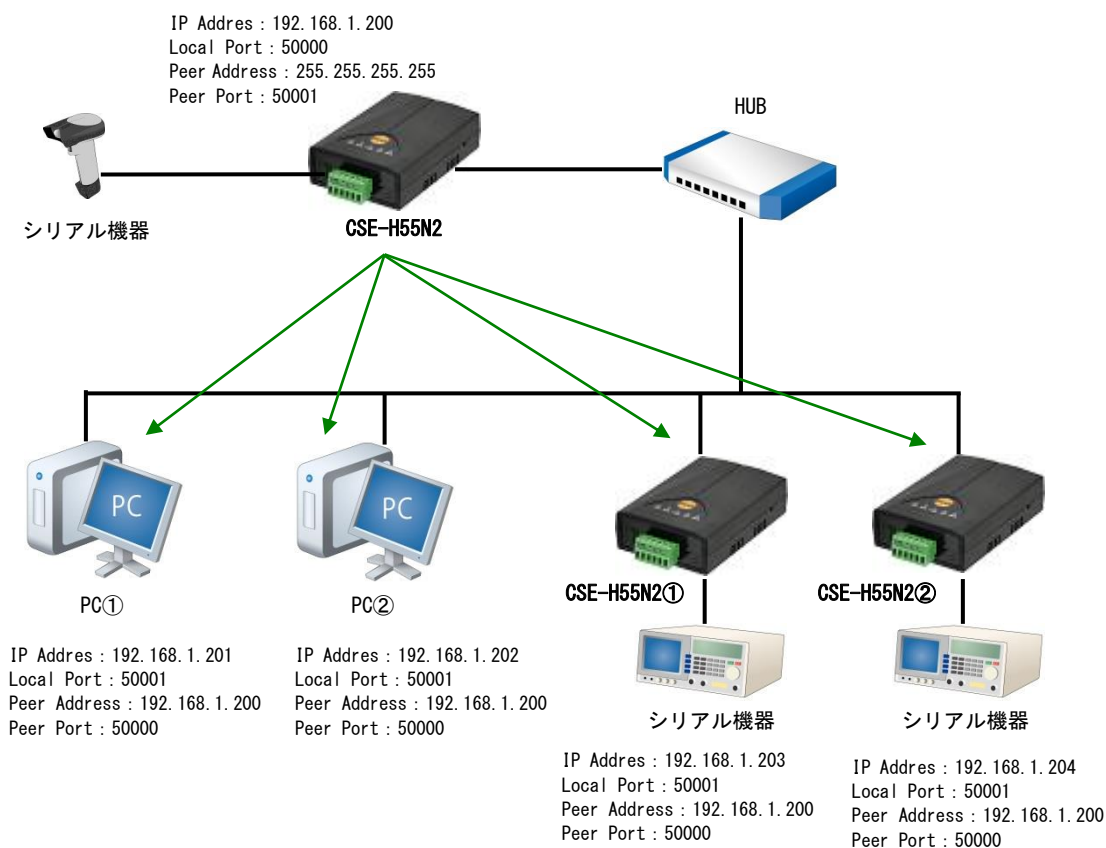 IP Addres：192.168.1.200
Local Port：50000
Peer Address：255.255.255.255
Peer Port：50001
HUB
シリアル機器
CSE-H55N2
PC
PC
PC①
PC②
CSE-H55N2①
CSE-H55N2②
IP Addres：192.168.1.201
Local Port：50001
Peer Address：192.168.1.200
Peer Port：50000
IP Addres：192.168.1.202
Local Port：50001
Peer Address：192.168.1.200
Peer Port：50000
シリアル機器
シリアル機器
IP Addres：192.168.1.203
Local Port：50001
Peer Address：192.168.1.200
Peer Port：50000
IP Addres：192.168.1.204
Local Port：50001
Peer Address：192.168.1.200
Peer Port：50000